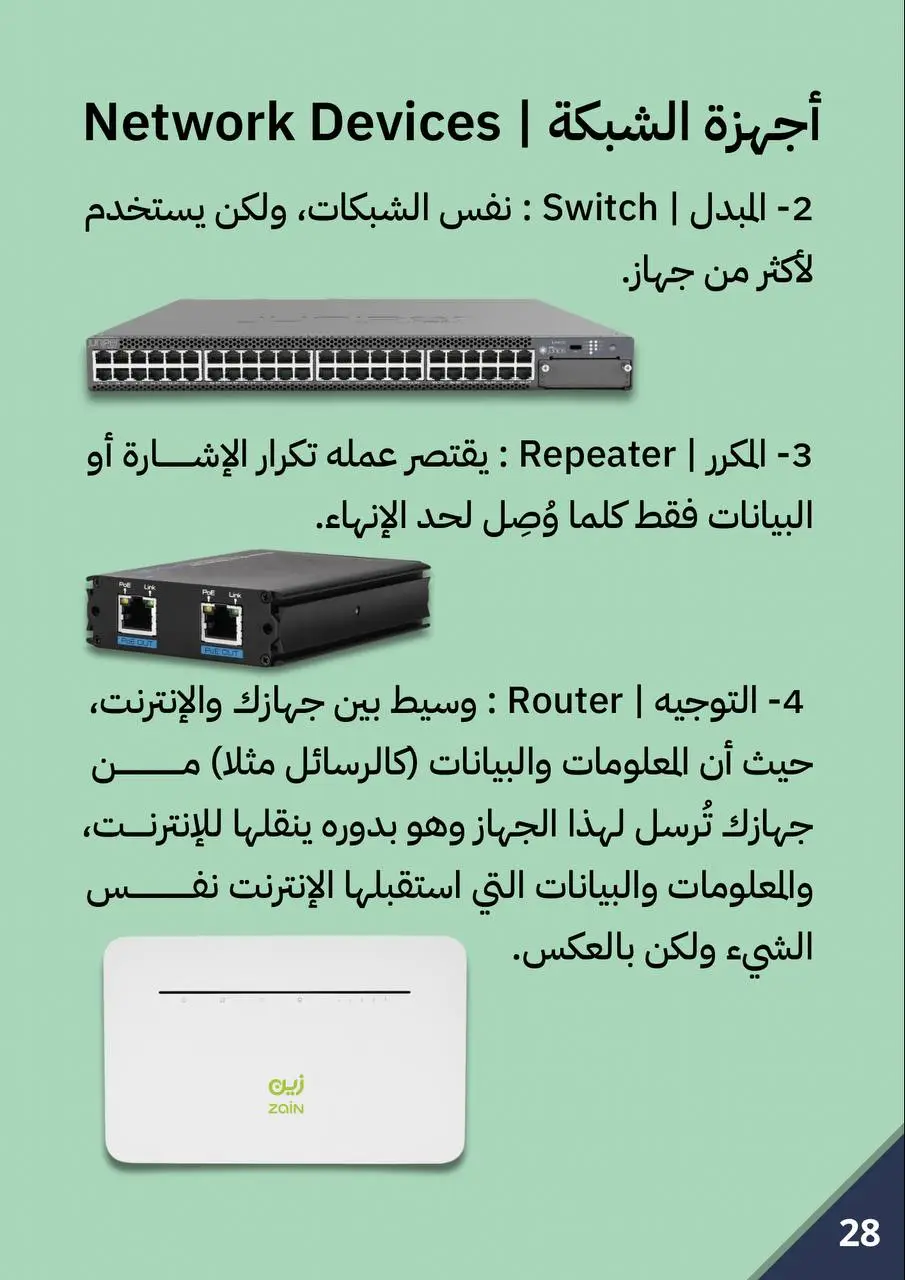 أجهزة الشبكة | Network Devices
2- المبدل | Switch : نفس الشبكات، ولكن يستخدم
لأكثر من جهاز.
JUNIPEr
3- المكرر | Repeater : يقتصر عمله تكرار الإشـــارة أو
البيانات فقط كلما وُصِل لحد الإنهاء.
PoE Link PoE Link
PoE OUT PoE OUT
4- التوجيه | Router : وسيط بين جهازك والإنترنت،
حيث أن المعلومات والبيانات (كالرسائل مثلا) مـــــن
جهازك تُرسل لهذا الجهاز وهو بدوره ينقلها للإنترنـــت،
والمعلومات والبيانات التي استقبلها الإنترنت نفـــــس
الشيء ولكن بالعكس.
زين
zain
28